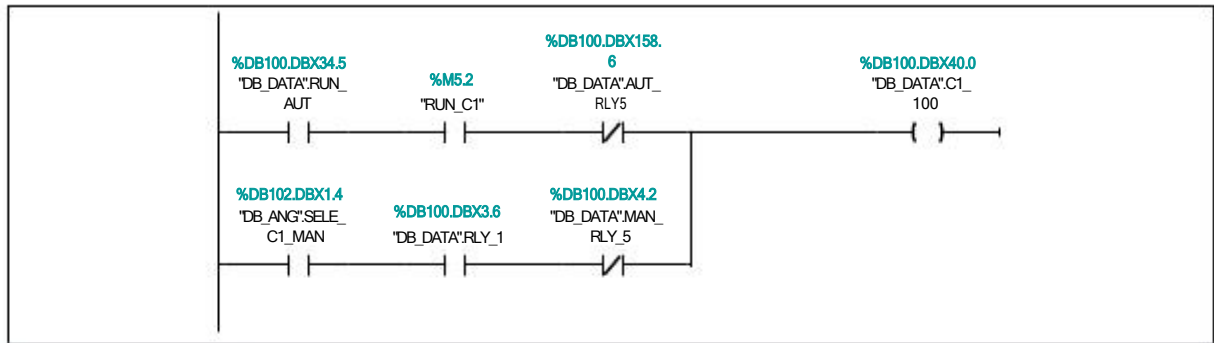 %DB100.DBX34.5
"DB_DATA".RUN_
AUT
%M5.2
"RUN_C1"
%DB100.DBX158.
6
"DB_DATA".AUT_
RLY5
%DB100.DBX40.0
"DB_DATA".C1_
100
%DB102.DBX1.4
"DB_ANG".SELE_
C1_MAN
%DB100.DBX3.6
"DB_DATA".RLY_1
%DB100.DBX4.2
"DB_DATA".MAN_
RLY_5